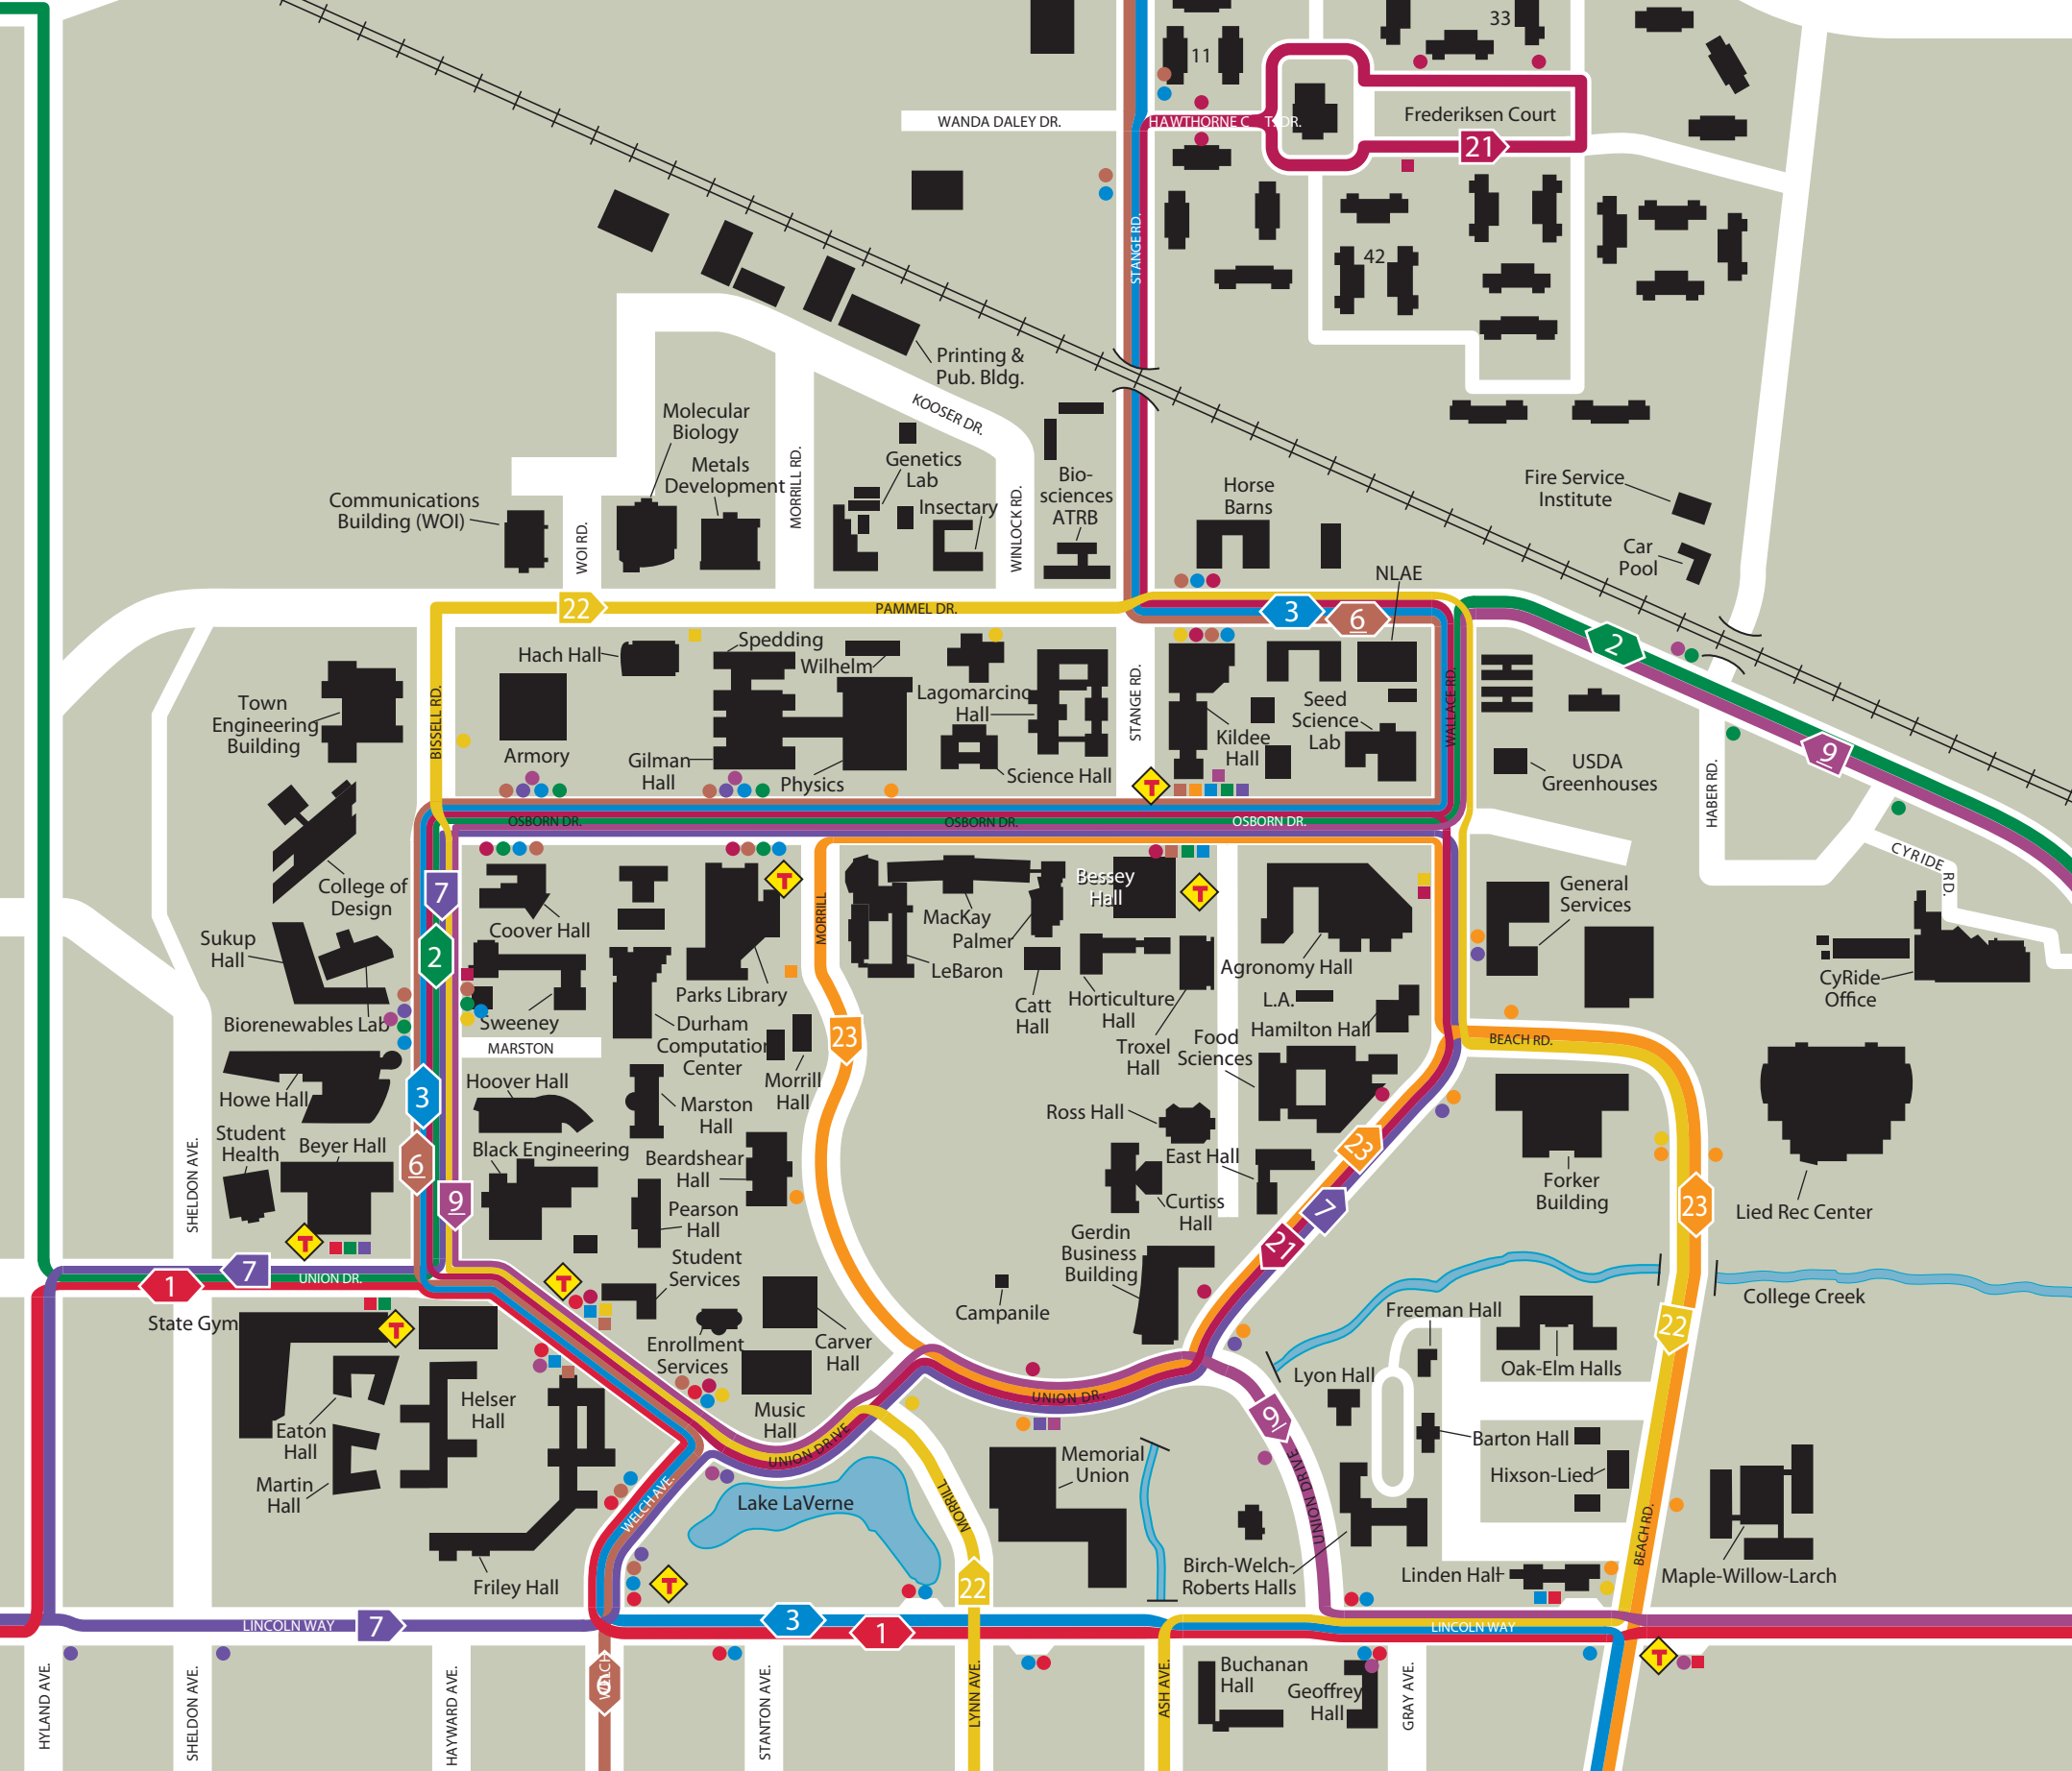 33
11
WANDA DALEY DR.
HAWTHORNE C TS DR.
Frederiksen Court
21
STANGE RD.
42
Printing &
Pub. Bldg.
KOOSER DR.
Molecular
Biology
Metals
Development
MORRILL RD.
Genetics
Lab
Insectary
WINLOCK RD.
Bio-
sciences
ATRB
Horse
Barns
Fire Service
Institute
Communications
Building (WOI)
WOI RD.
Car
Pool
NLAE
22
PAMMEL DR.
3
6
2
Hach Hall
Spedding
Wilhelm
Town
Engineering
Building
BISSELL RD.
Armory
Gilman
Hall
Physics
Lagomarcino
Hall
Science Hall
STANGE RD.
Kildee
Hall
Seed
Science
Lab
WALLACE RD.
USDA
Greenhouses
HABER RD.
9
T
OSBORN DR.
OSBORN DR.
OSBORN DR.
CYRIDE
RD.
College of
Design
7
Coover Hall
T
MORRILL
MacKay
Palmer
Bessey
Hall
T
General
Services
Sukup
Hall
2
Parks Library
LeBaron
Catt
Hall
Horticulture
Hall
Agronomy Hall
L.A.
CyRide
Office
Biorenewables Lab
Sweeney
Durham
Computation
Center
23
Troxel
Hall
Food
Sciences
Hamilton Hall
BEACH RD.
MARSTON
Morrill
Hall
Howe Hall
3
Hoover Hall
Marston
Hall
Ross Hall
Student
Health
Beyer Hall
SHELDON AVE.
6
Black Engineering
Beardshear
Hall
East Hall
23
Forker
Building
9
Pearson
Hall
Curtiss
Hall
7
23
Lied Rec Center
T
Gerdin
Business
Building
21
7
1
UNION DR.
T
Student
Services
College Creek
State Gym
T
Enrollment
Services
Carver
Hall
Campanile
Freeman Hall
22
Oak-Elm Halls
Lyon Hall
Eaton
Hall
Helser
Hall
Music
Hall
UNION DR.
9
UNION DRIVE
Barton Hall
Martin
Hall
Memorial
Union
UNION DRIVE
Hixson-Lied
WELCH AVE.
Lake LaVerne
MORRILL
BEACH RD.
Friley Hall
T
22
Birch-Welch-
Roberts Halls
Linden Hall
Maple-Willow-Larch
LINCOLN WAY
7
3
1
LINCOLN WAY
T
HYLAND AVE.
SHELDON AVE.
HAYWARD AVE.
WELCH
6
STANTON AVE.
LYNN AVE.
ASH AVE.
Buchanan
Hall
Geoffrey
Hall
GRAY AVE.